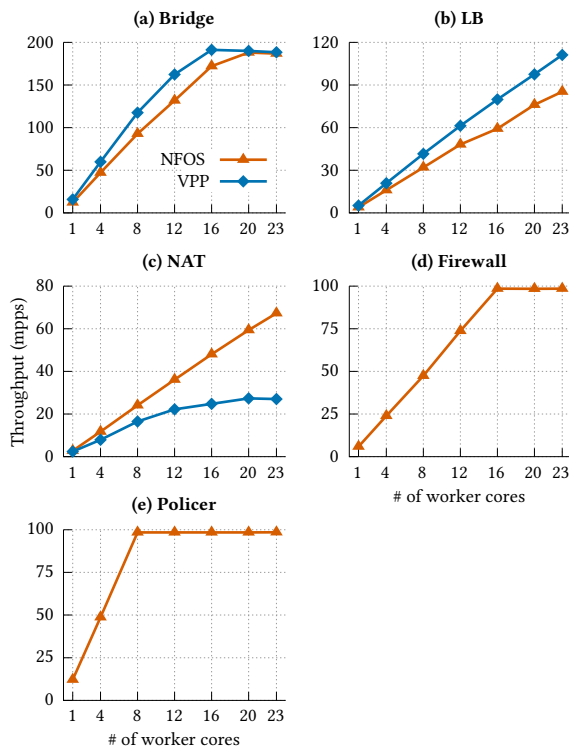 (a) Bridge
200
150
100
50
0
NFOS
VPP
1 4 8 12 16 20 23
(b) LB
120
90
60
30
0
1 4 8 12 16 20 23
(c) NAT
Throughput (mpps)
80
60
40
20
0
1 4 8 12 16 20 23
(d) Firewall
100
75
50
25
0
1 4 8 12 16 20 23
# of worker cores
(e) Policer
100
75
50
25
0
1 4 8 12 16 20 23
# of worker cores